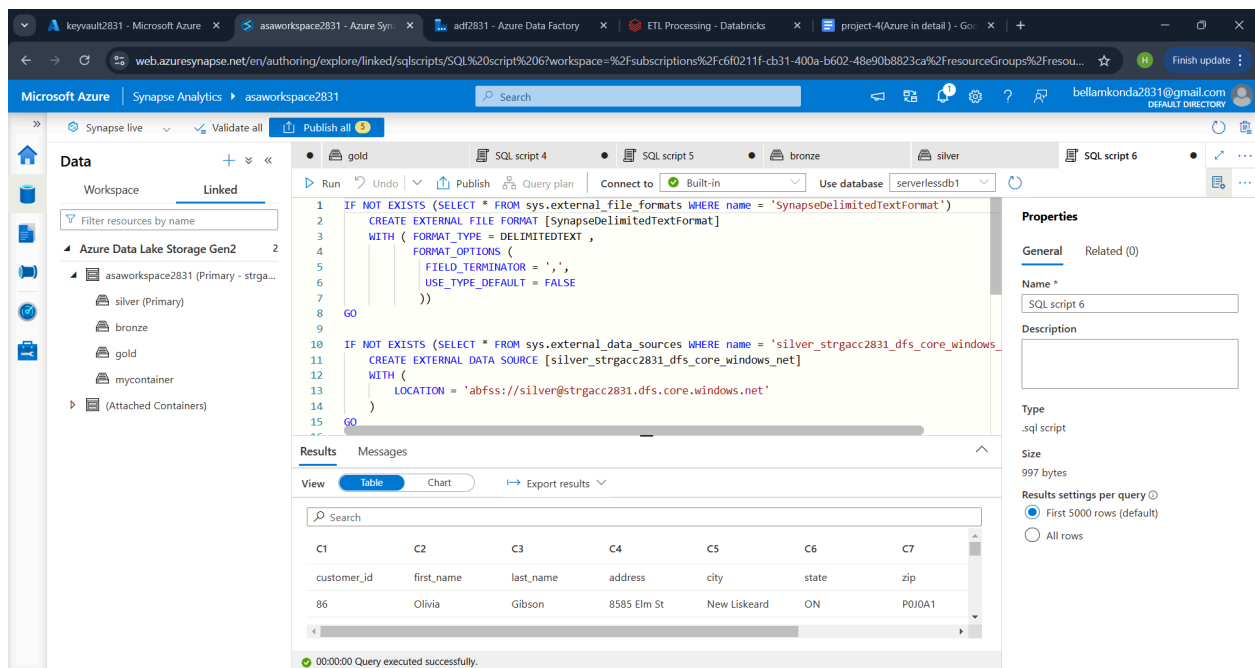 keyvault2831 - Microsoft Azure
asaworkspace2831 - Azure Syn
adf2831 - Azure Data Factory
ETL Processing - Databricks
project-4(Azure in detail ) - Goo
web.azuresynapse.net/en/authoring/explore/linked/sqlscripts/SQL%20script%206?workspace=%2Fsubscriptions%2Fc6f0211f-cb31-400a-b602-48e90b8823ca%2FresourceGroups%2Fresou...
H
Finish update
Microsoft Azure
Synapse Analytics
asaworkspace2831
Search
1
bellamkonda2831@gmail.com
DEFAULT DIRECTORY
Synapse live
Validate all
Publish all 5
Data
Workspace
Linked
Filter resources by name
Azure Data Lake Storage Gen2 2
asaworkspace2831 (Primary - strga...
silver (Primary)
bronze
gold
mycontainer
(Attached Containers)
gold
SQL script 4
SQL script 5
bronze
silver
SQL script 6
Run
Undo
Publish
Query plan
Connect to
Built-in
Use database
serverlessdb1
1 IF NOT EXISTS (SELECT * FROM sys.external_file_formats WHERE name = 'SynapseDelimitedTextFormat')
2 CREATE EXTERNAL FILE FORMAT [SynapseDelimitedTextFormat]
3 WITH ( FORMAT_TYPE = DELIMITEDTEXT ,
4 FORMAT_OPTIONS (
5 FIELD_TERMINATOR = ',',
6 USE_TYPE_DEFAULT = FALSE
7 ))
8 GO
9
10 IF NOT EXISTS (SELECT * FROM sys.external_data_sources WHERE name = 'silver_strgacc2831_dfs_core_windows_
11 CREATE EXTERNAL DATA SOURCE [silver_strgacc2831_dfs_core_windows_net]
12 WITH (
13 LOCATION = 'abfss://silver@strgacc2831.dfs.core.windows.net'
14 )
15 GO
Results
Messages
View
Table
Chart
Export results
Search
C1 C2 C3 C4 C5 C6 C7
customer_id first_name last_name address city state zip
86 Olivia Gibson 8585 Elm St New Liskeard ON P0J0A1
00:00:00 Query executed successfully.
Properties
General
Related (0)
Name *
SQL script 6
Description
Type
.sql script
Size
997 bytes
Results settings per query
First 5000 rows (default)
All rows